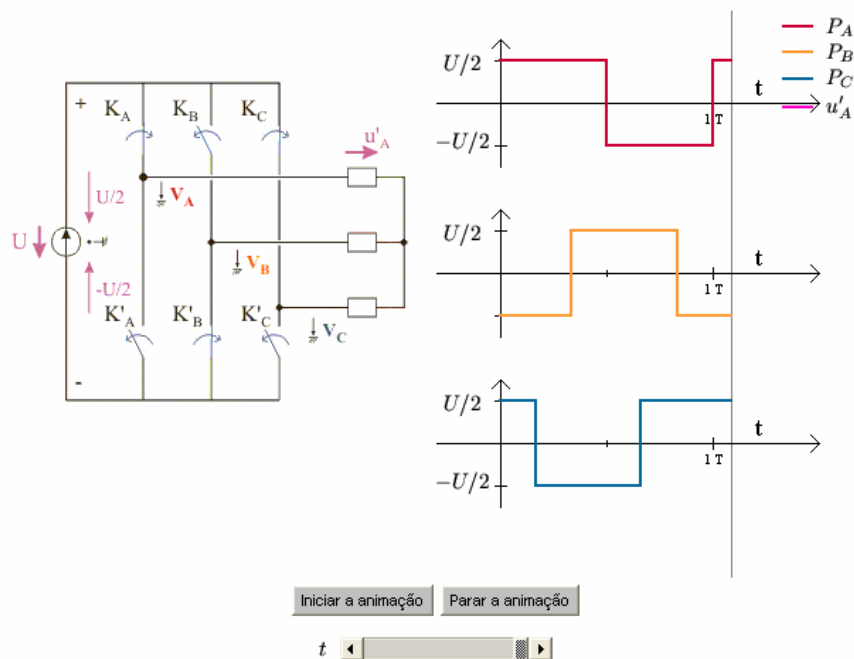 +
K_A
K_B
K_C
u'_A
U/2
V_A
U
V_B
-U/2
K'_A
K'_B
K'_C
V_C
-
U/2
-U/2
1 T
t
P_A
P_B
P_C
u'_A
U/2
1 T
t
U/2
-U/2
1 T
t
Iniciar a animação
Parar a animação
t